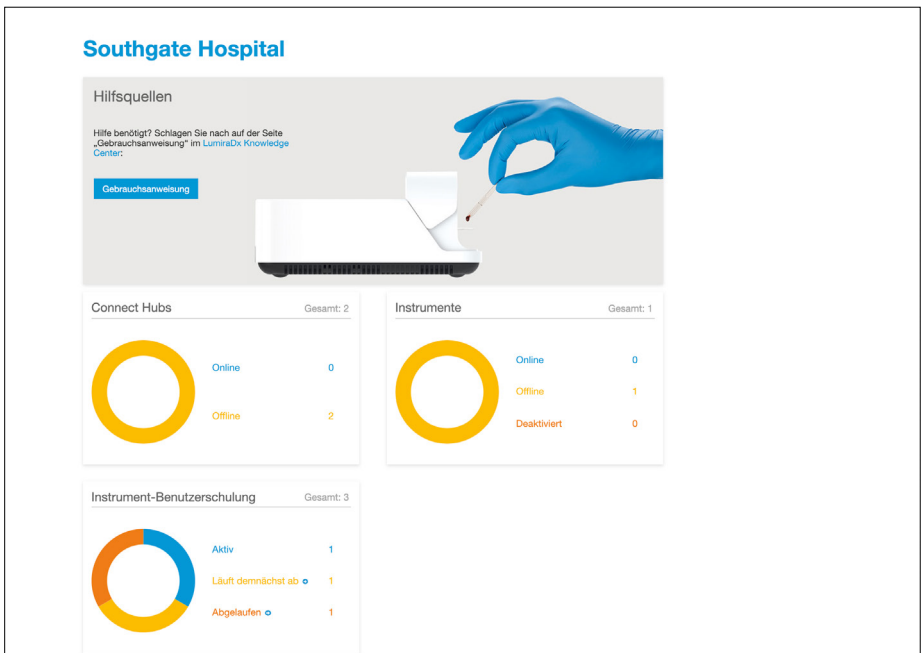 Southgate Hospital
Hilfsquellen
Hilfe benötigt? Schlagen Sie nach auf der Seite
„Gebrauchsanweisung“ im LumiraDx Knowledge
Center:
Gebrauchsanweisung
Connect Hubs Gesamt: 2
Online 0
Offline 2
Instrumente Gesamt: 1
Online 0
Offline 1
Deaktiviert 0
Instrument-Benutzerschulung Gesamt: 3
Aktiv 1
Läuft demnächst ab 1
Abgelaufen 1